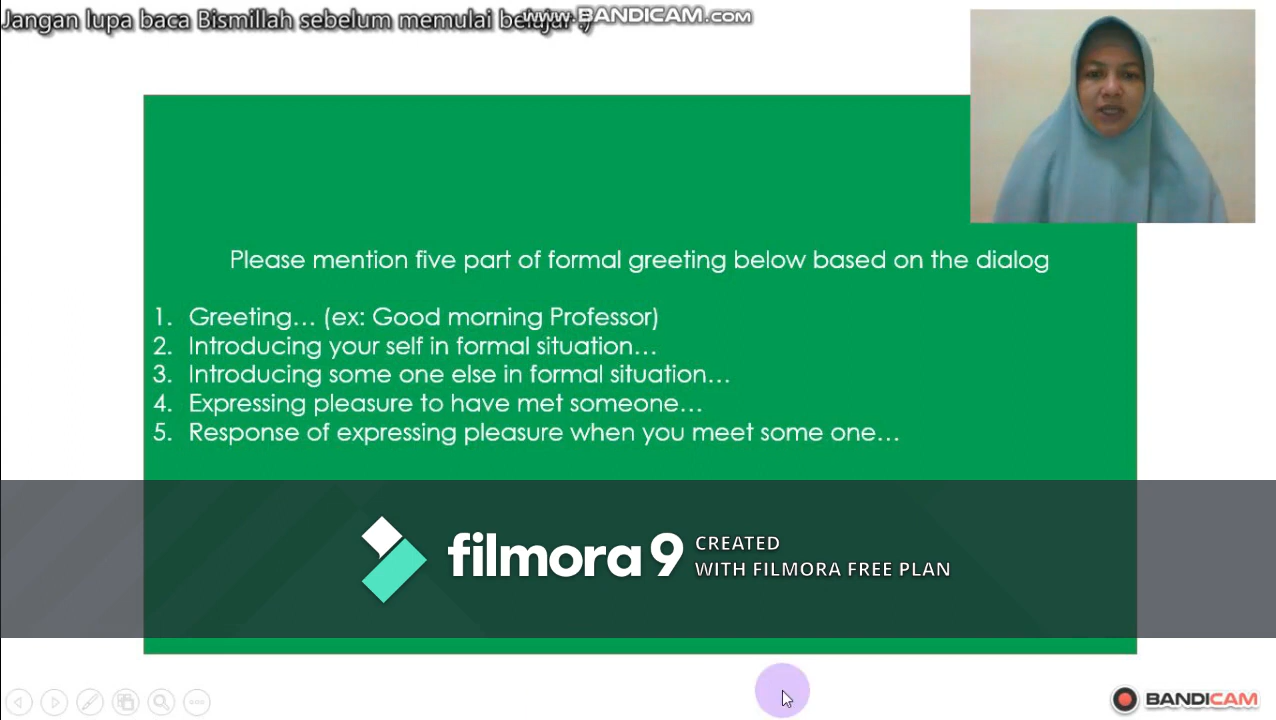 Jangan lupa baca Bismillah sebelum memulai belajar :)
www.BANDICAM.com
Please mention five part of formal greeting below based on the dialog
1. Greeting… (ex: Good morning Professor)
2. Introducing your self in formal situation…
3. Introducing some one else in formal situation…
4. Expressing pleasure to have met someone…
5. Response of expressing pleasure when you meet some one…
filmora 9 CREATED
WITH FILMORA FREE PLAN
BANDICAM